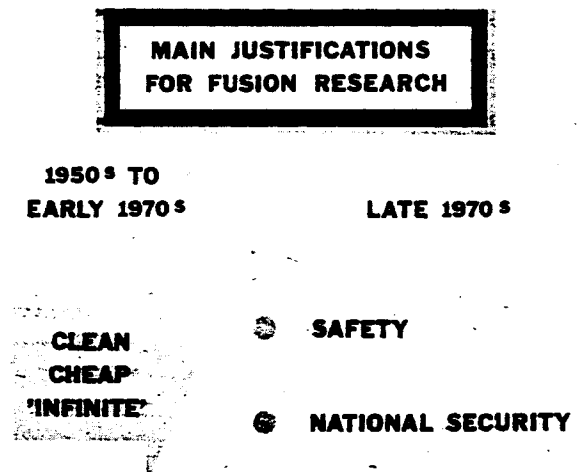 MAIN JUSTIFICATIONS
FOR FUSION RESEARCH
1950s TO
EARLY 1970s
LATE 1970s
CLEAN
CHEAP
'INFINITE'
SAFETY
NATIONAL SECURITY